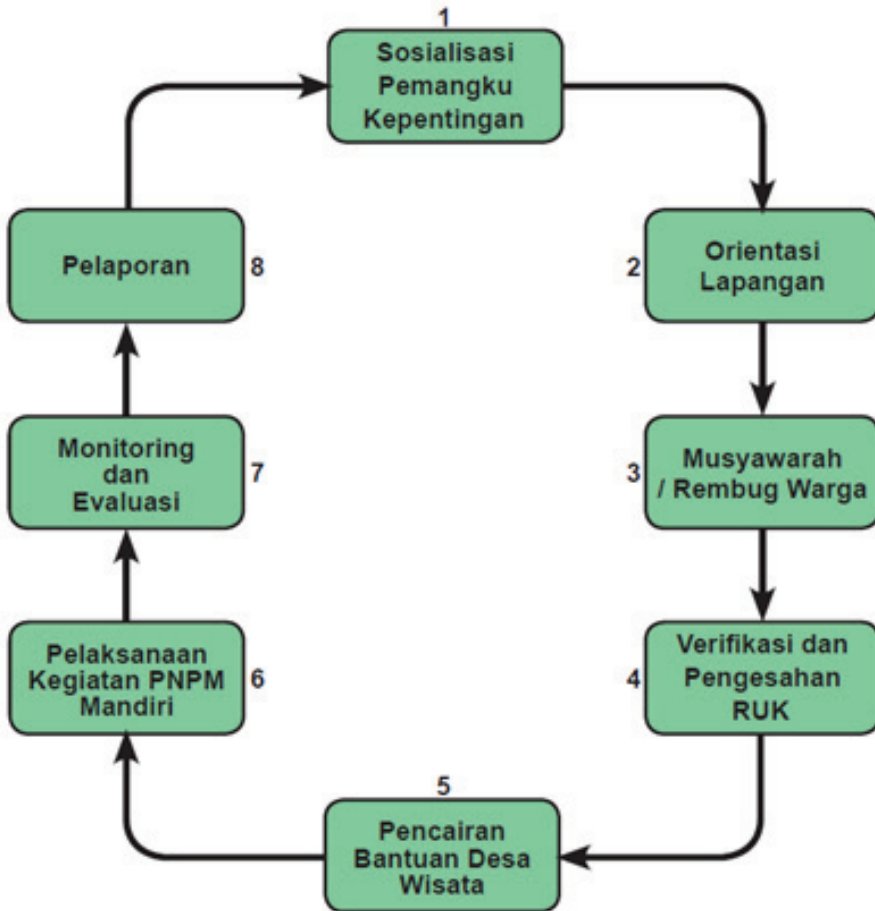 1
Sosialisasi
Pemangku
Kepentingan
2
Orientasi
Lapangan
3
Musyawarah
/ Rembug Warga
4
Verifikasi dan
Pengesahan
RUK
5
Pencairan
Bantuan Desa
Wisata
6
Pelaksanaan
Kegiatan PNPM
Mandiri
7
Monitoring
dan
Evaluasi
8
Pelaporan